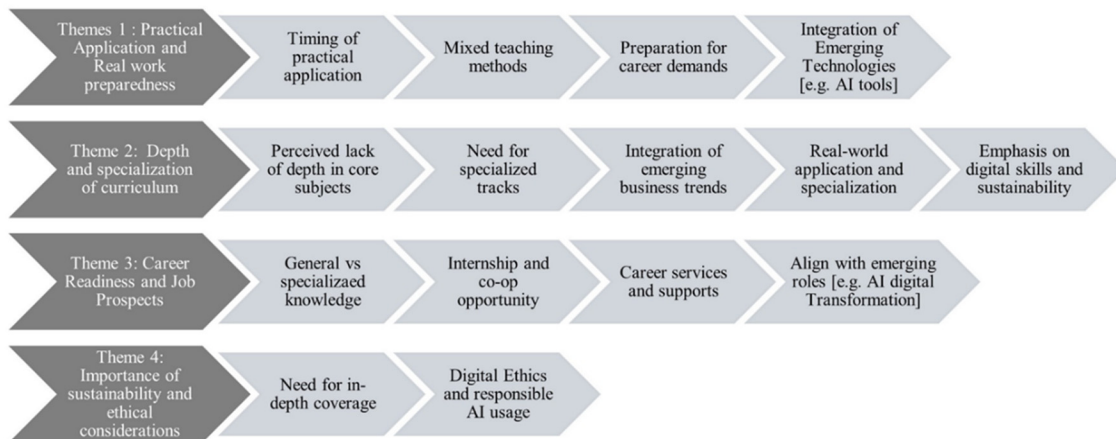 Themes 1 : Practical
Application and
Real work
preparedness
Timing of
practical
application
Mixed teaching
methods
Preparation for
career demands
Integration of
Emerging
Technologies
[e.g. AI tools]
Theme 2:  Depth
and specialization
of curriculum
Perceived lack
of depth in core
subjects
Need for
specialized
tracks
Integration of
emerging
business trends
Real-world
application and
specialization
Emphasis on
digital skills and
sustainability
Theme 3: Career
Readiness and Job
Prospects
General vs
specializaed
knowledge
Internship and
co-op
opportunity
Career services
and supports
Align with emerging
roles [e.g. AI digital
Transformation]
Theme 4:
Importance of
sustainability and
ethical
considerations
Need for in-
depth coverage
Digital Ethics
and responsible
AI usage